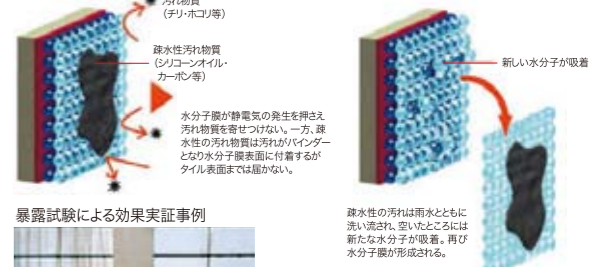 汚れ物質
（チリ・ホコリ等）
疎水性汚れ物質
（シリコーンオイル・
カーボン等）
水分子膜が静電気の発生を押さえ
汚れ物質を寄せつけない。一方、疎
水性の汚れ物質は汚れがバインダー
となり水分子膜表面に付着するが
タイル表面までは届かない。
新しい水分子が吸着
疎水性の汚れは雨水とともに
洗い流され、空いたところには
新たな水分子が吸着。再び
水分子膜が形成される。
暴露試験による効果実証事例